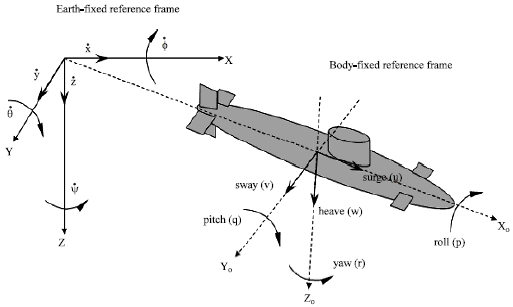 Earth-fixed reference frame
ẋ
ϕ̇
X
Body-fixed reference frame
ẏ
ż
θ̇
Y
ψ̇
Z
sway (v)
surge (u)
heave (w)
pitch (q)
roll (p)
X₀
Y₀
yaw (r)
Z₀